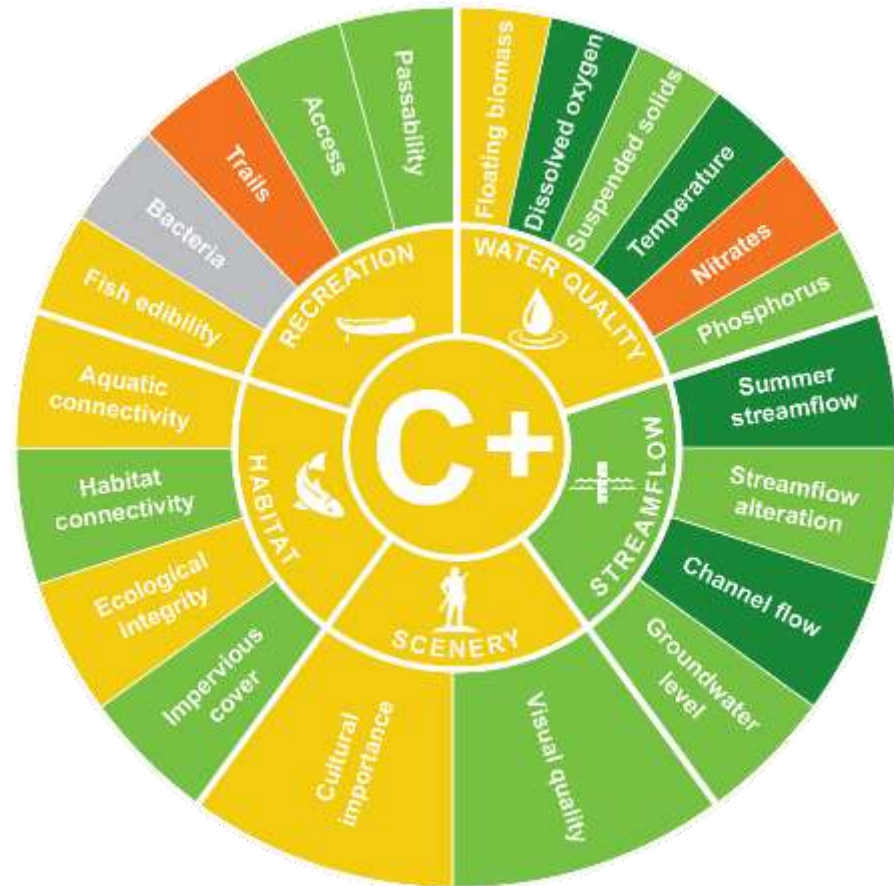 C+
WATER QUALITY
Floating biomass
Dissolved oxygen
Suspended solids
Temperature
Nitrates
Phosphorus
STREAMFLOW
Summer
streamflow
Streamflow
alteration
Channel flow
Groundwater
level
SCENERY
Visual quality
Cultural
importance
HABITAT
Impervious
cover
Ecological
integrity
Habitat
connectivity
Aquatic
connectivity
RECREATION
Fish edibility
Bacteria
Trails
Access
Passability